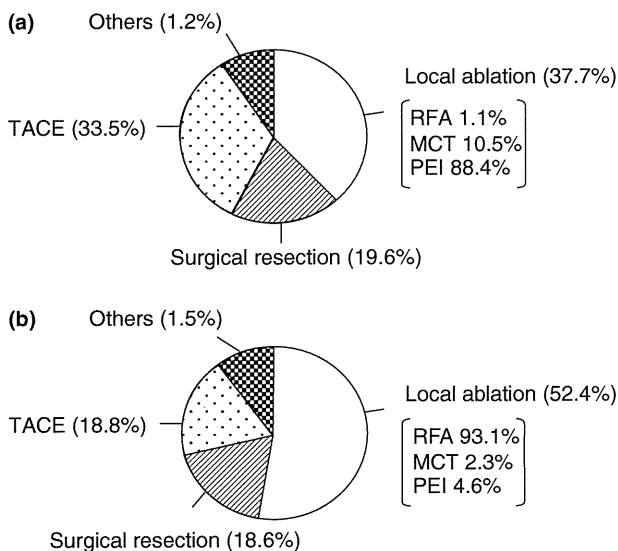 (a)
Others (1.2%)
Local ablation (37.7%)
RFA 1.1%
MCT 10.5%
PEI 88.4%
TACE (33.5%)
Surgical resection (19.6%)
(b)
Others (1.5%)
Local ablation (52.4%)
RFA 93.1%
MCT 2.3%
PEI 4.6%
TACE (18.8%)
Surgical resection (18.6%)